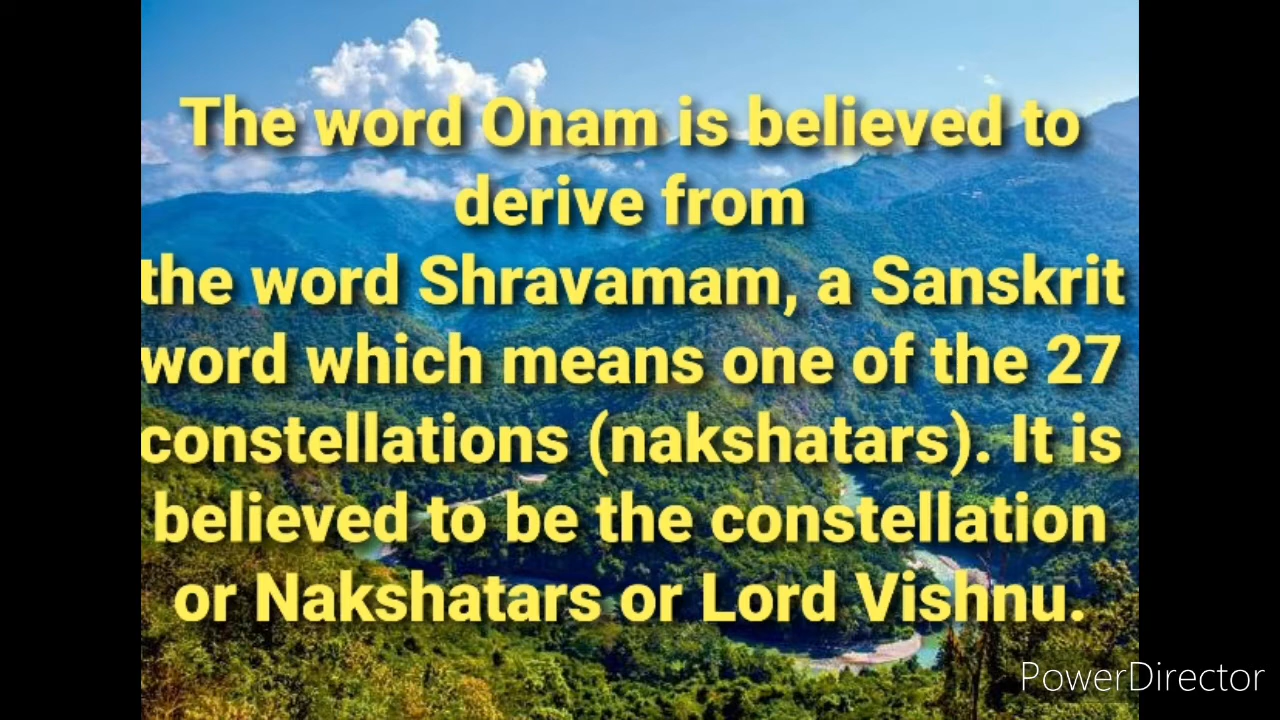 The word Onam is believed to
derive from
the word Shravamam, a Sanskrit
word which means one of the 27
constellations (nakshatars). It is
believed to be the constellation
or Nakshatars or Lord Vishnu.
PowerDirector